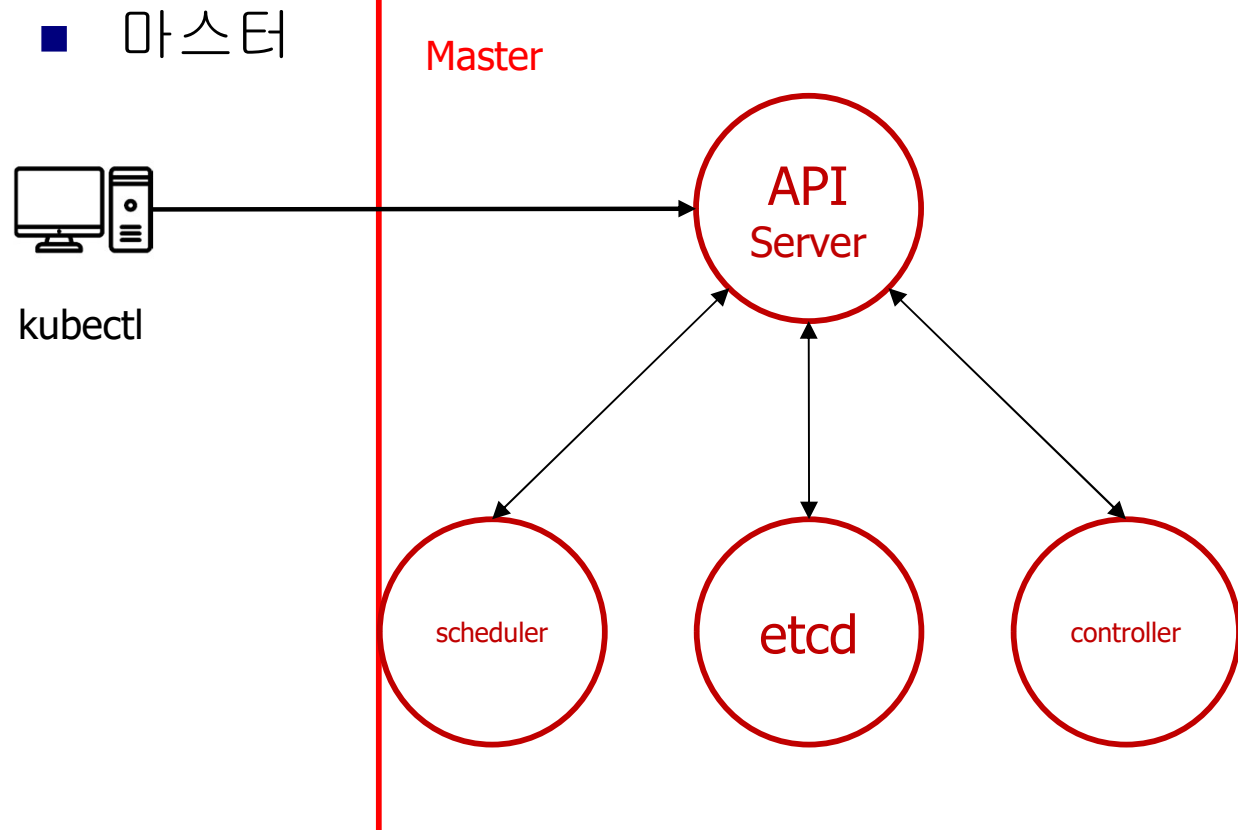 마스터
Master
API
Server
kubectl
scheduler
etcd
controller